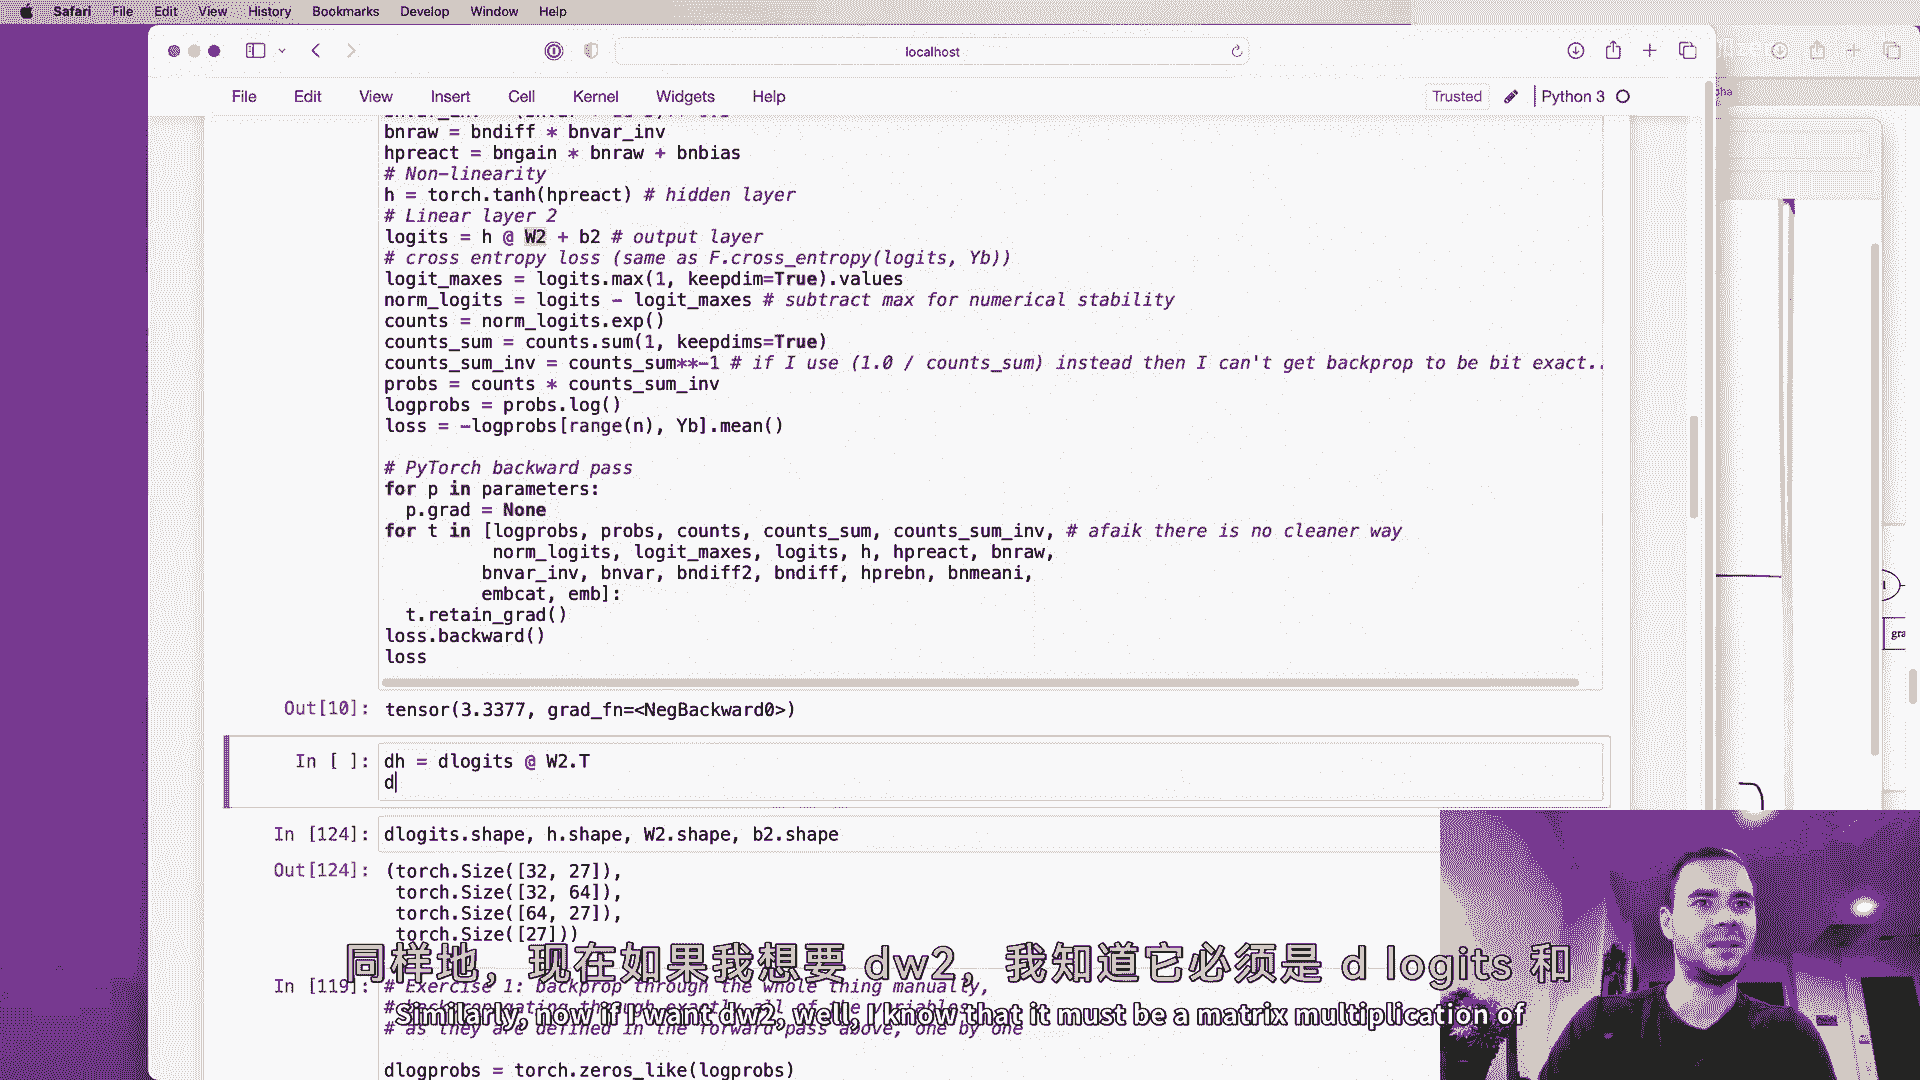 Safari File Edit View History Bookmarks Develop Window Help
localhost
File Edit View Insert Cell Kernel Widgets Help
Trusted Python 3
bnraw = bndiff * bnvar_inv
hpreact = bngain * bnraw + bnbias
# Non-linearity
h = torch.tanh(hpreact) # hidden layer
# Linear layer 2
logits = h @ W2 + b2 # output layer
# cross entropy loss (same as F.cross_entropy(logits, Yb))
logit_maxes = logits.max(1, keepdim=True).values
norm_logits = logits - logit_maxes # subtract max for numerical stability
counts = norm_logits.exp()
counts_sum = counts.sum(1, keepdims=True)
counts_sum_inv = counts_sum**-1 # if I use (1.0 / counts_sum) instead then I can't get backprop to be bit exact..
probs = counts * counts_sum_inv
logprobs = probs.log()
loss = -logprobs[range(n), Yb].mean()
# PyTorch backward pass
for p in parameters:
p.grad = None
for t in [logprobs, probs, counts, counts_sum, counts_sum_inv, # afaik there is no cleaner way
norm_logits, logit_maxes, logits, h, hpreact, bnraw,
bnvar_inv, bnvar, bndiff2, bndiff, hprebn, bnmeani,
embcat, emb]:
t.retain_grad()
loss.backward()
loss
Out[10]: tensor(3.3377, grad_fn=<NegBackward0>)
In [ ]: dh = dlogits @ W2.T
d
In [124]: dlogits.shape, h.shape, W2.shape, b2.shape
Out[124]: (torch.Size([32, 27]),
torch.Size([32, 64]),
torch.Size([64, 27]),
torch.Size([27]))
同样地，现在如果我想要 dw2，我知道它必须是 d logits 和
In [119]: # Exercise 1: backprop through the whole thing manually,
Similarly, now if I want dw2, well, I know that it must be a matrix multiplication of
# as they are defined in the forward pass above, one by one
dlogprobs = torch.zeros_like(logprobs)